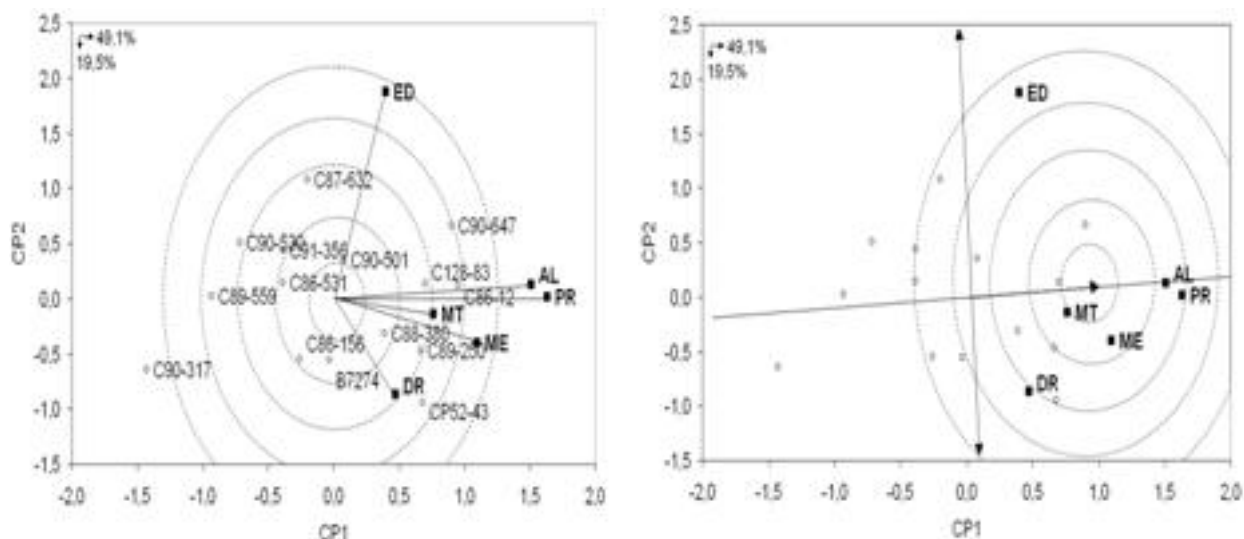 49,1%
19,5%
2.5
2.0
1.5
1.0
0.5
0.0
-0.5
-1.0
-1.5
CP2
ED
C87-632
C90-647
C90-530
C91-356
C90-501
C128-83
AL
C86-531
C86-12
PR
C89-559
MT
C88-380
ME
C86-156
C89-250
C90-317
B7274
DR
CP52-43
-2.0 -1,5 -1.0 -0.5 0.0 0.5 1.0 1.5 2.0
CP1
49,1%
19,5%
2.5
2.0
1.5
1.0
0.5
0.0
-0.5
-1.0
-1.5
CP2
ED
AL
PR
MT
ME
DR
-2.0 -1.5 -1.0 -0.5 0.0 0.5 1.0 1.5 2.0
CP1